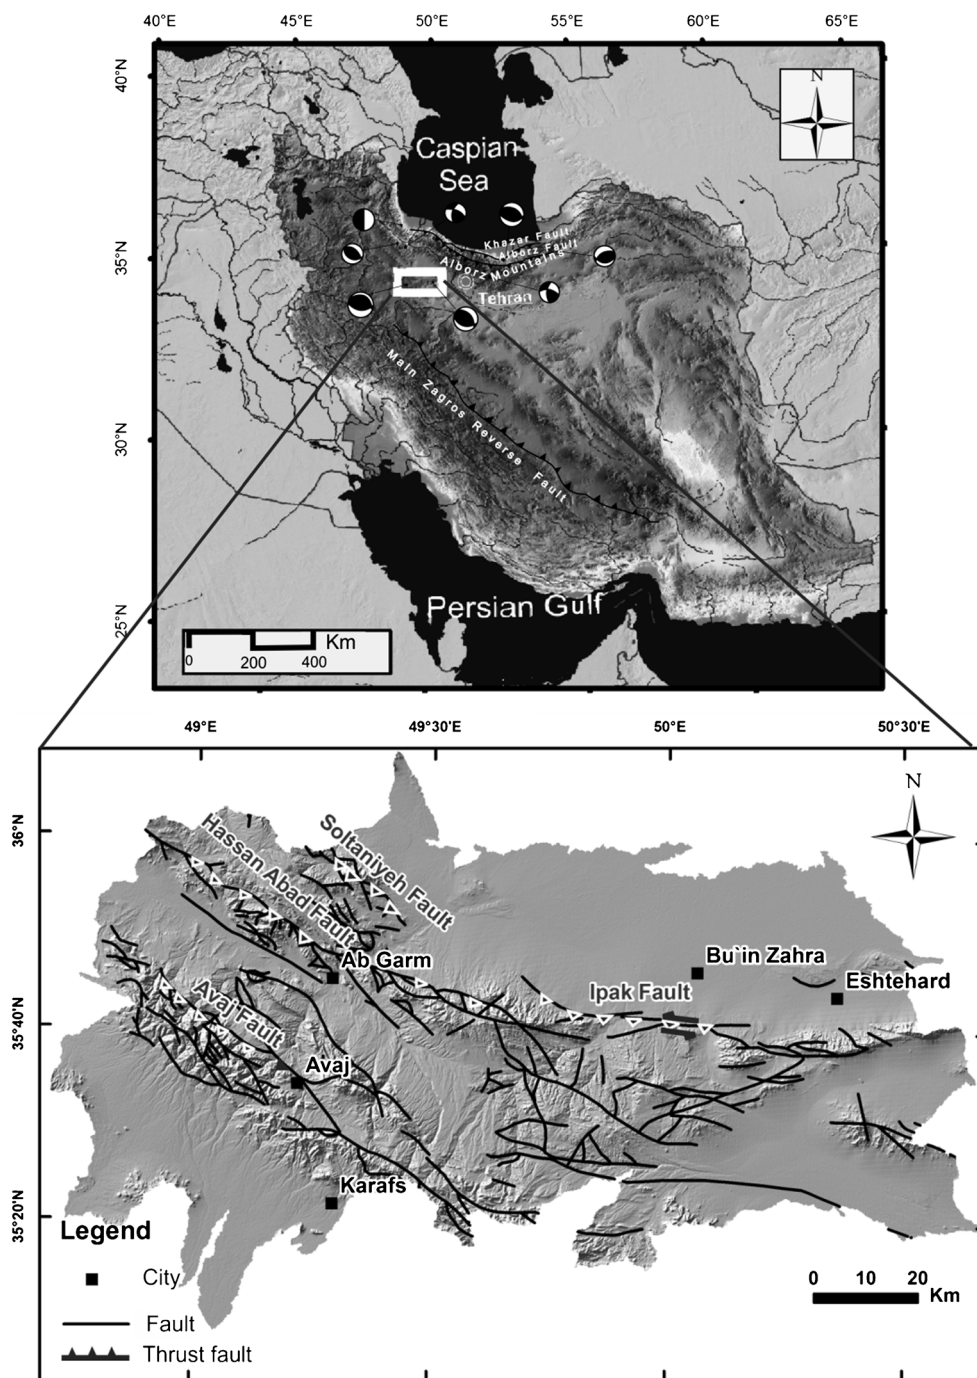 40°E 45°E 50°E 55°E 60°E 65°E
40°N
35°N
30°N
25°N
N
Caspian
Sea
Khazar Fault
Alborz Fault
Alborz Mountains
Tehran
Main Zagros Reverse Fault
Persian Gulf
Km
0 200 400
49°E 49°30'E 50°E 50°30'E
36°N
35°40'N
35°20'N
N
Soltaniyeh Fault
Hassan Abad Fault
Ab Garm
Bu`in Zahra
Eshtehard
Ipak Fault
Avaj Fault
Avaj
Karafs
Legend
City
Fault
Thrust fault
0 10 20
Km